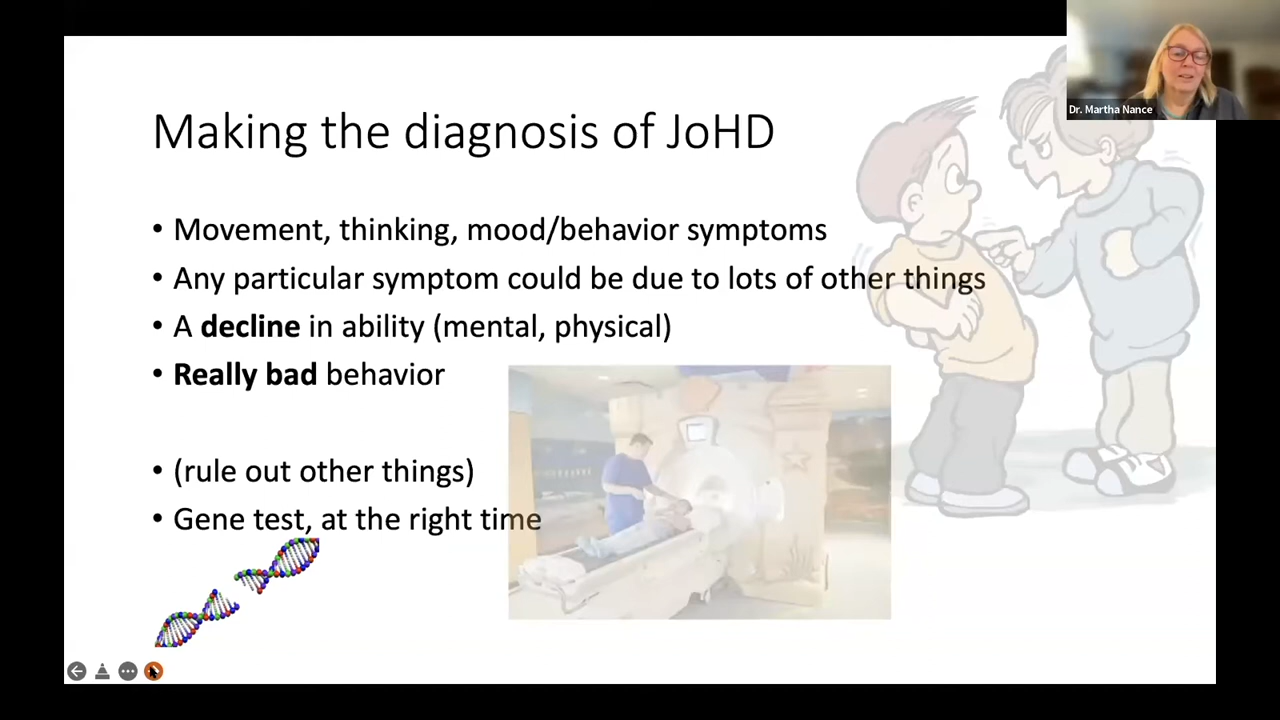 Dr. Martha Nance
Making the diagnosis of JoHD
• Movement, thinking, mood/behavior symptoms
• Any particular symptom could be due to lots of other things
• A decline in ability (mental, physical)
• Really bad behavior
• (rule out other things)
• Gene test, at the right time